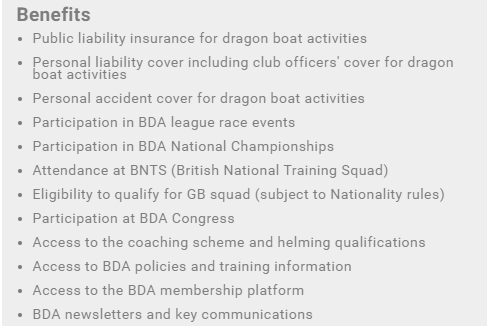 Benefits
• Public liability insurance for dragon boat activities
• Personal liability cover including club officers' cover for dragon
boat activities
• Personal accident cover for dragon boat activities
• Participation in BDA league race events
• Participation in BDA National Championships
• Attendance at BNTS (British National Training Squad)
• Eligibility to qualify for GB squad (subject to Nationality rules)
• Participation at BDA Congress
• Access to the coaching scheme and helming qualifications
• Access to BDA policies and training information
• Access to the BDA membership platform
• BDA newsletters and key communications